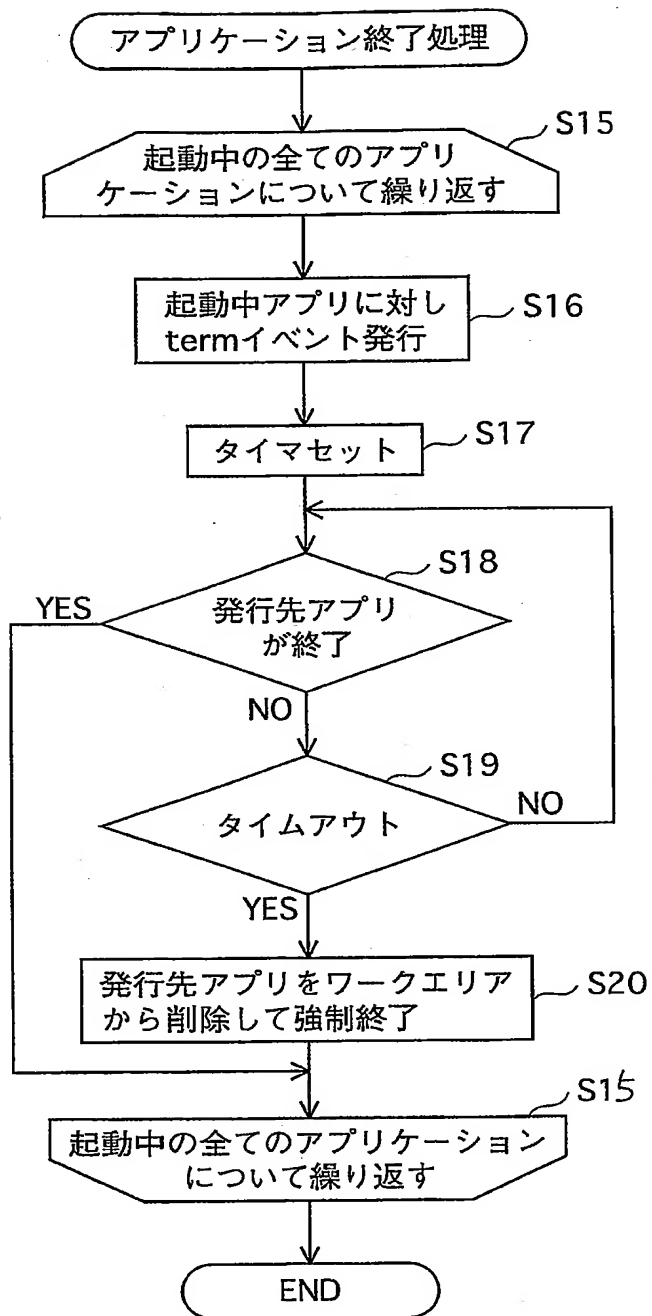 アプリケーション終了処理
S15
起動中の全てのアプリ
ケーションについて繰り返す
起動中アプリに対し
termイベント発行
S16
タイマセット
S17
S18
YES
発行先アプリ
が終了
NO
S19
タイムアウト
NO
YES
発行先アプリをワークエリア
から削除して強制終了
S20
S15
起動中の全てのアプリケーション
について繰り返す
END